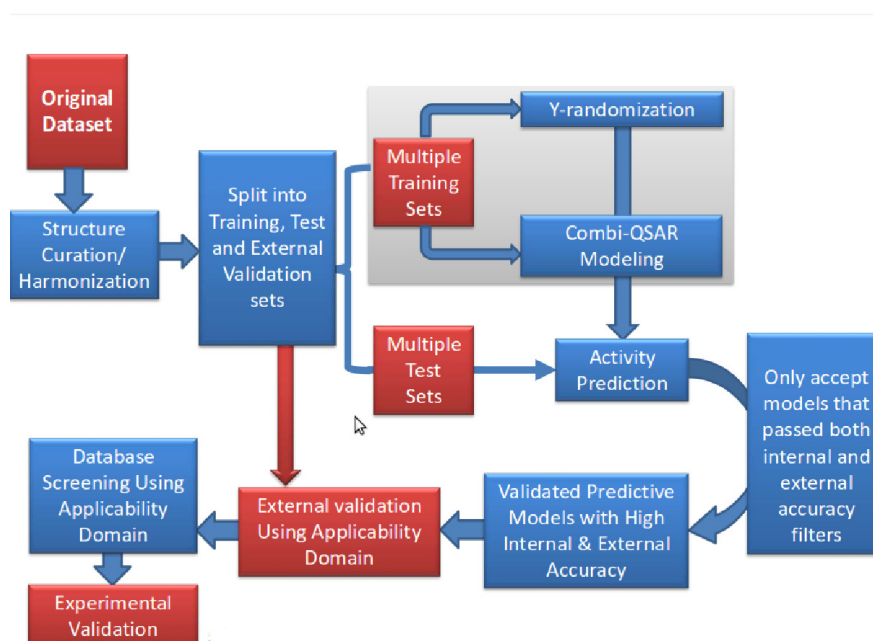 Original
Dataset
Structure
Curation/
Harmonization
Split into
Training, Test
and External
Validation
sets
Multiple
Training
Sets
Y-randomization
Combi-QSAR
Modeling
Multiple
Test
Sets
Activity
Prediction
Only accept
models that
passed both
internal and
external
accuracy
filters
Validated Predictive
Models with High
Internal & External
Accuracy
External validation
Using Applicability
Domain
Database
Screening Using
Applicability
Domain
Experimental
Validation